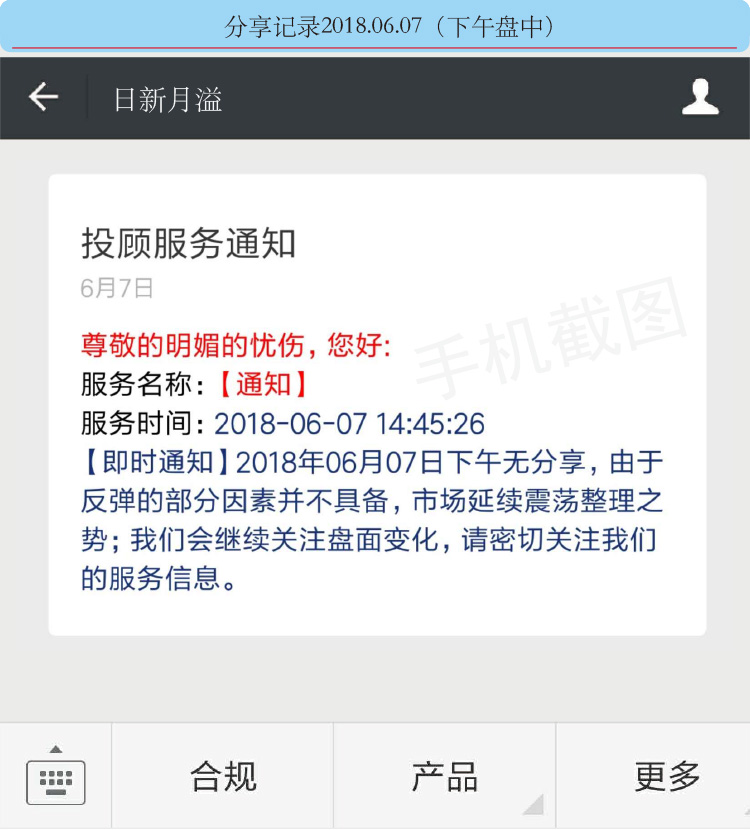 分享记录2018.06.07（下午盘中）
日新月溢
投顾服务通知
6月7日
手机截图
尊敬的明媚的忧伤，您好:
服务名称：【通知】
服务时间：2018-06-07 14:45:26
【即时通知】2018年06月07日下午无分享，由于
反弹的部分因素并不具备，市场延续震荡整理之
势；我们会继续关注盘面变化，请密切关注我们
的服务信息。
合规
产品
更多